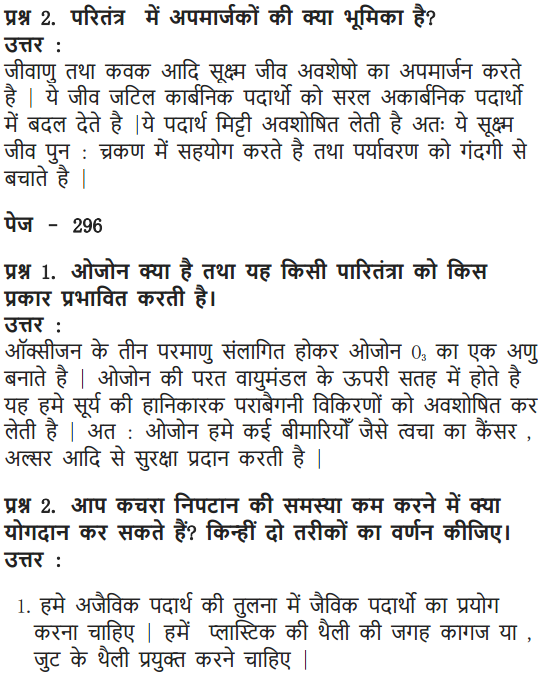 प्रश्न 2. परितंत्र में अपमार्जकों की क्या भूमिका है?
उत्तर :
जीवाणु तथा कवक आदि सूक्ष्म जीव अवशेषो का अपमार्जन करते
है | ये जीव जटिल कार्बनिक पदार्थो को सरल अकार्बनिक पदार्थो
में बदल देते है |ये पदार्थ मिट्टी अवशोषित लेती है अतः ये सूक्ष्म
जीव पुन : च्रकण में सहयोग करते है तथा पर्यावरण को गंदगी से
बचाते है |
पेज - 296
प्रश्न 1. ओजोन क्या है तथा यह किसी पारितंत्रा को किस
प्रकार प्रभावित करती है।
उत्तर :
ऑक्सीजन के तीन परमाणु संलागित होकर ओजोन O₃ का एक अणु
बनाते है | ओजोन की परत वायुमंडल के ऊपरी सतह में होते है
यह हमे सूर्य की हानिकारक पराबैगनी विकिरणों को अवशोषित कर
लेती है | अत : ओजोन हमे कई बीमारियोँ जैसे त्वचा का कैंसर ,
अल्सर आदि से सुरक्षा प्रदान करती है |
प्रश्न 2. आप कचरा निपटान की समस्या कम करने में क्या
योगदान कर सकते हैं? किन्हीं दो तरीकों का वर्णन कीजिए।
उत्तर :
1. हमे अजैविक पदार्थ की तुलना में जैविक पदार्थो का प्रयोग
करना चाहिए | हमें प्लास्टिक की थैली की जगह कागज या ,
जुट के थैली प्रयुक्त करने चाहिए |